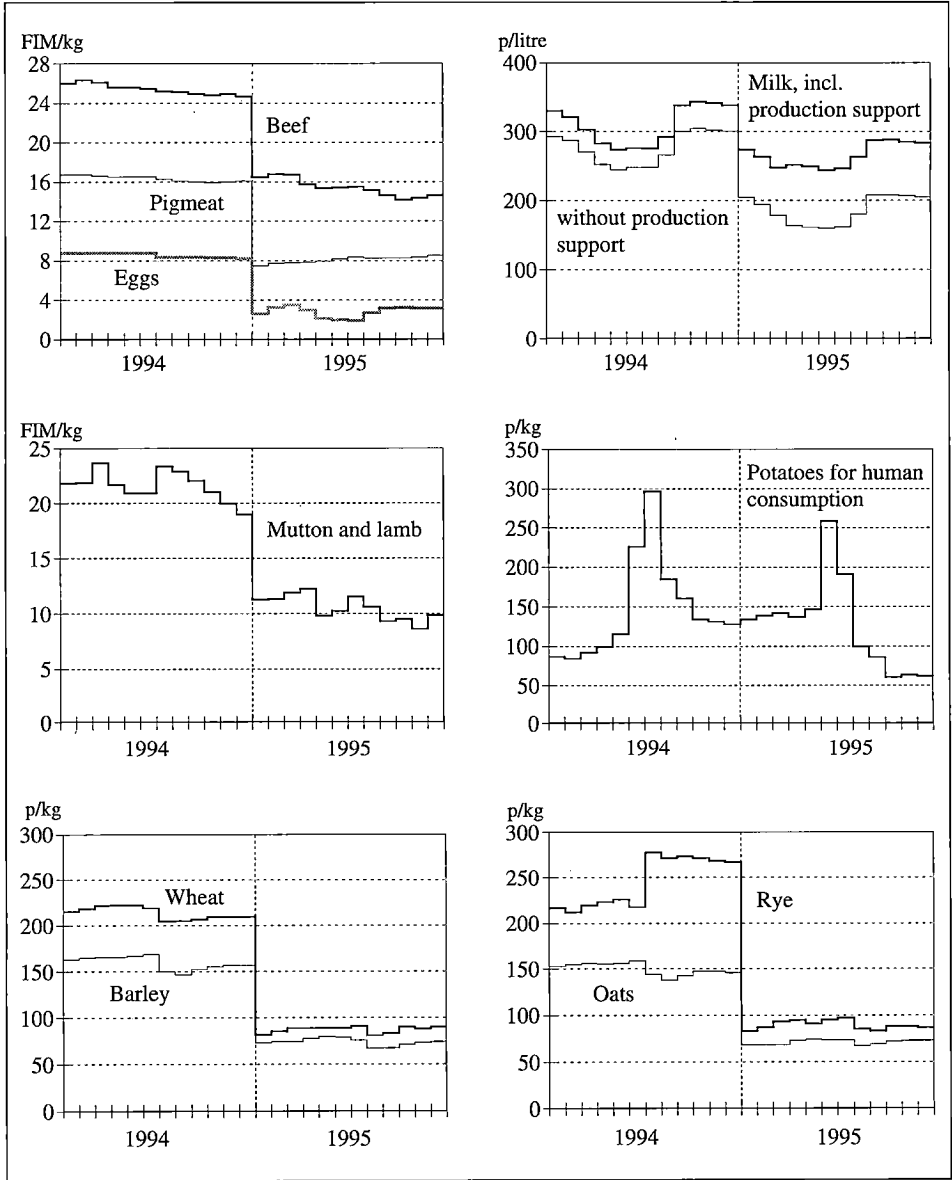 FIM/kg
28
24
20
16
12
8
4
0
Beef
Pigmeat
Eggs
1994
1995
p/litre
400
300
200
100
0
Milk, incl.
production support
without production
support
1994
1995
FIM/kg
25
20
15
10
5
0
Mutton and lamb
1994
1995
p/kg
350
300
250
200
150
100
50
0
Potatoes for human
consumption
1994
1995
p/kg
300
250
200
150
100
50
0
Wheat
Barley
1994
1995
p/kg
300
250
200
150
100
50
0
Rye
Oats
1994
1995